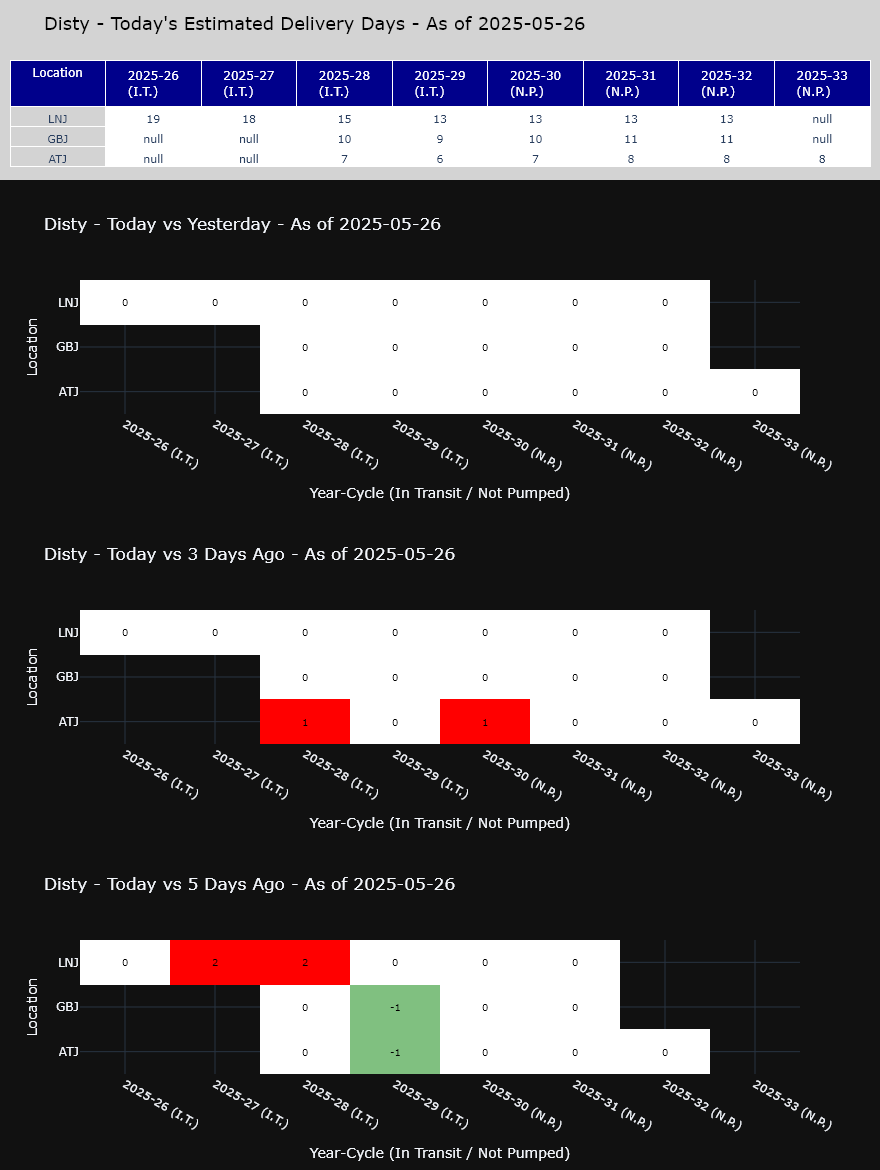 Disty - Today's Estimated Delivery Days - As of 2025-05-26
Location 2025-26 (I.T.) 2025-27 (I.T.) 2025-28 (I.T.) 2025-29 (I.T.) 2025-30 (N.P.) 2025-31 (N.P.) 2025-32 (N.P.) 2025-33 (N.P.)
LNJ 19 18 15 13 13 13 13 null
GBJ null null 10 9 10 11 11 null
ATJ null null 7 6 7 8 8 8
Disty - Today vs Yesterday - As of 2025-05-26
Location
LNJ 0 0 0 0 0 0 0
GBJ 0 0 0 0 0
ATJ 0 0 0 0 0 0
2025-26 (I.T.) 2025-27 (I.T.) 2025-28 (I.T.) 2025-29 (I.T.) 2025-30 (N.P.) 2025-31 (N.P.) 2025-32 (N.P.) 2025-33 (N.P.)
Year-Cycle (In Transit / Not Pumped)
Disty - Today vs 3 Days Ago - As of 2025-05-26
Location
LNJ 0 0 0 0 0 0 0
GBJ 0 0 0 0 0
ATJ 1 0 1 0 0 0
2025-26 (I.T.) 2025-27 (I.T.) 2025-28 (I.T.) 2025-29 (I.T.) 2025-30 (N.P.) 2025-31 (N.P.) 2025-32 (N.P.) 2025-33 (N.P.)
Year-Cycle (In Transit / Not Pumped)
Disty - Today vs 5 Days Ago - As of 2025-05-26
Location
LNJ 0 2 2 0 0 0
GBJ 0 -1 0 0
ATJ 0 -1 0 0 0
2025-26 (I.T.) 2025-27 (I.T.) 2025-28 (I.T.) 2025-29 (I.T.) 2025-30 (N.P.) 2025-31 (N.P.) 2025-32 (N.P.) 2025-33 (N.P.)
Year-Cycle (In Transit / Not Pumped)